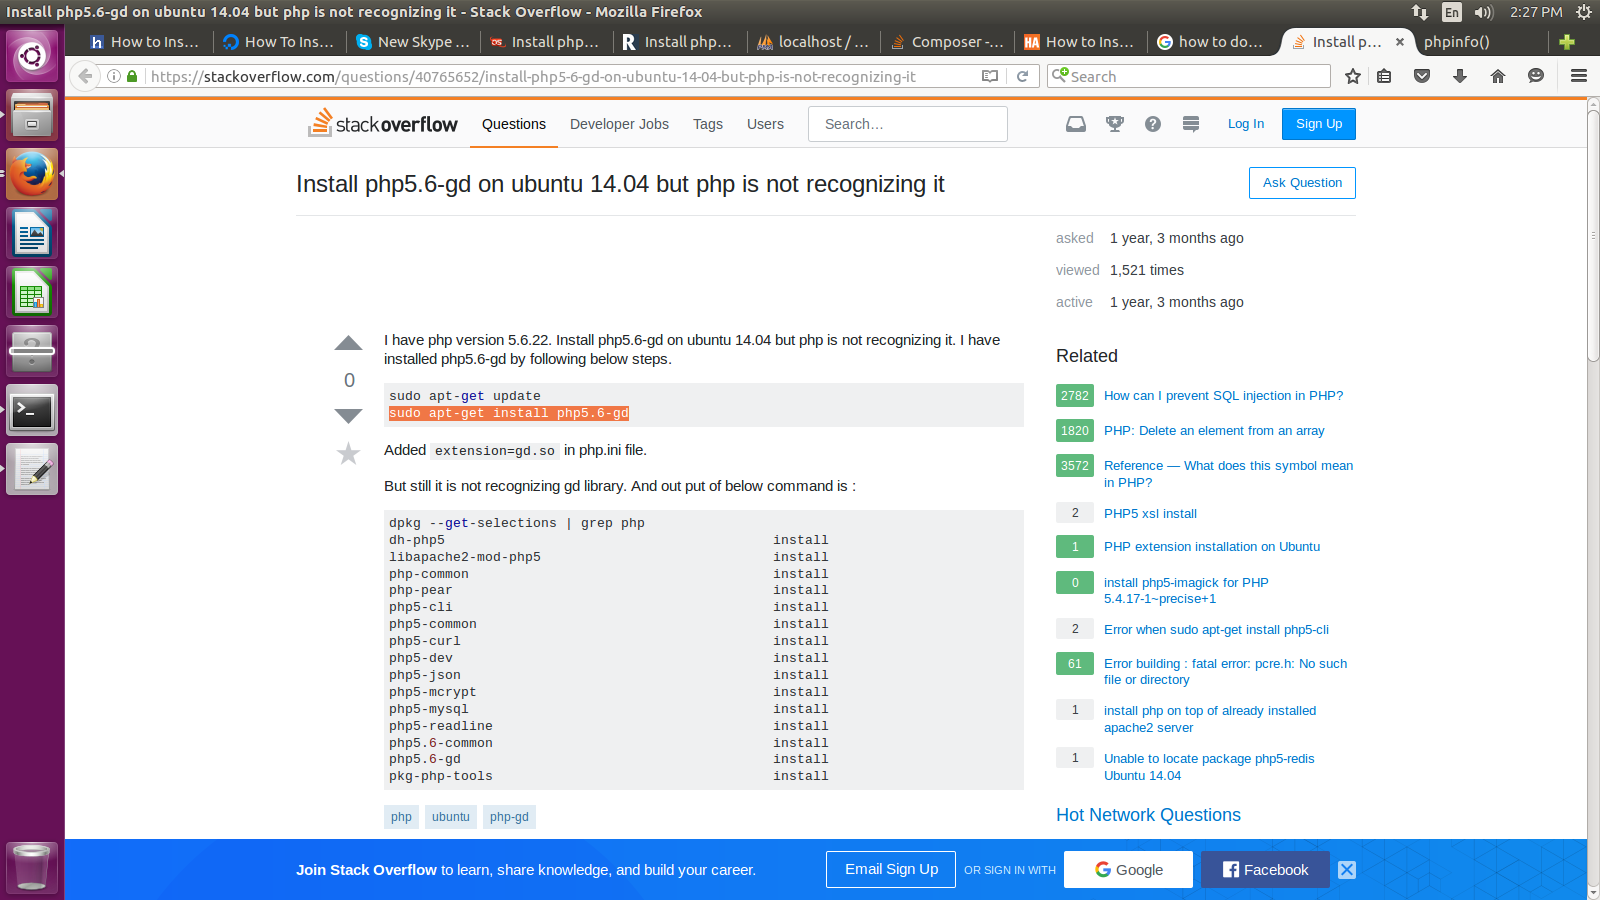 Install php5.6-gd on ubuntu 14.04 but php is not recognizing it - Stack Overflow - Mozilla Firefox
En
2:27 PM
How to Ins...
How To Ins...
New Skype ...
Install php...
Install php...
localhost / ...
Composer -...
How to Ins...
how to do...
Install p...
phpinfo()
https://stackoverflow.com/questions/40765652/install-php5-6-gd-on-ubuntu-14-04-but-php-is-not-recognizing-it
Search
stackoverflow
Questions
Developer Jobs
Tags
Users
Search...
Log In
Sign Up
Install php5.6-gd on ubuntu 14.04 but php is not recognizing it
Ask Question
asked 1 year, 3 months ago
viewed 1,521 times
active 1 year, 3 months ago
0
I have php version 5.6.22. Install php5.6-gd on ubuntu 14.04 but php is not recognizing it. I have
installed php5.6-gd by following below steps.
sudo apt-get update
sudo apt-get install php5.6-gd
Added extension=gd.so in php.ini file.
But still it is not recognizing gd library. And out put of below command is :
dpkg --get-selections | grep php
dh-php5 install
libapache2-mod-php5 install
php-common install
php-pear install
php5-cli install
php5-common install
php5-curl install
php5-dev install
php5-json install
php5-mcrypt install
php5-mysql install
php5-readline install
php5.6-common install
php5.6-gd install
pkg-php-tools install
php
ubuntu
php-gd
Related
2782 How can I prevent SQL injection in PHP?
1820 PHP: Delete an element from an array
3572 Reference — What does this symbol mean
in PHP?
2 PHP5 xsl install
1 PHP extension installation on Ubuntu
0 install php5-imagick for PHP
5.4.17-1~precise+1
2 Error when sudo apt-get install php5-cli
61 Error building : fatal error: pcre.h: No such
file or directory
1 install php on top of already installed
apache2 server
1 Unable to locate package php5-redis
Ubuntu 14.04
Hot Network Questions
Join Stack Overflow to learn, share knowledge, and build your career.
Email Sign Up
OR SIGN IN WITH
Google
Facebook